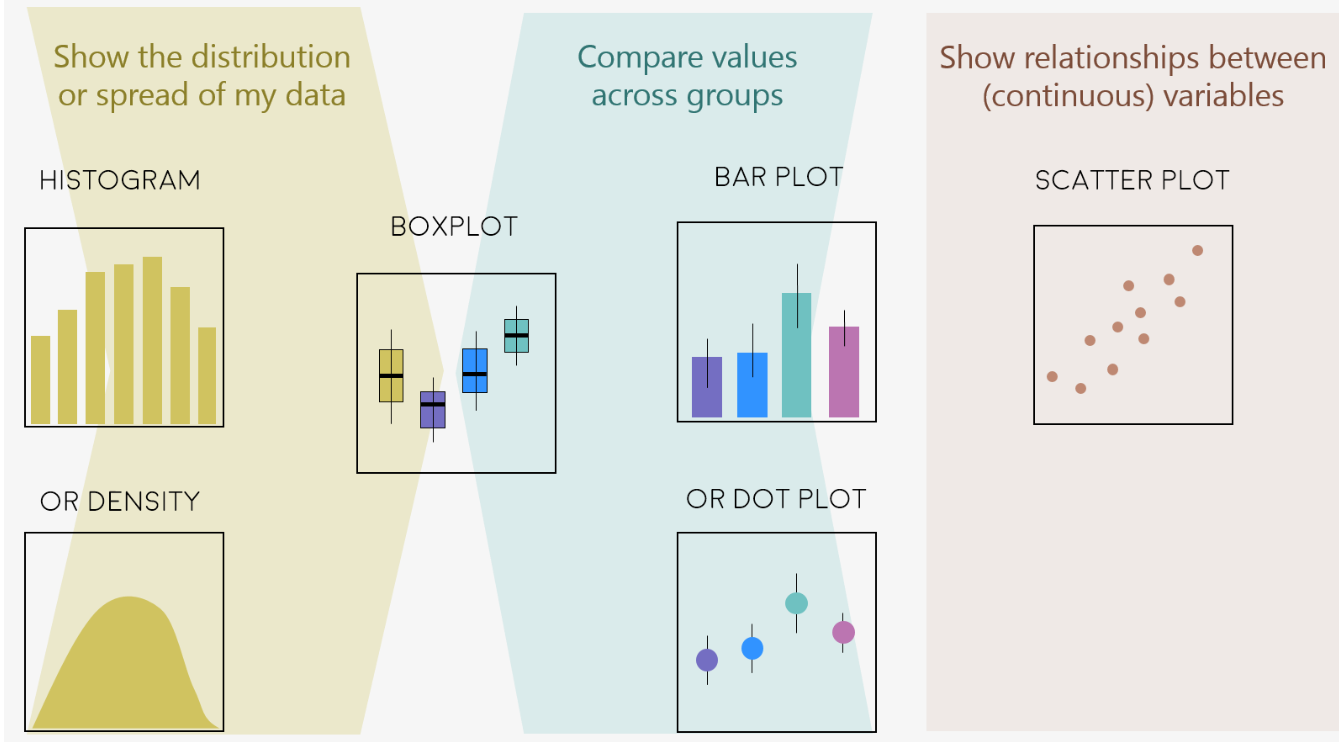 Show the distribution
or spread of my data
Compare values
across groups
Show relationships between
(continuous) variables
HISTOGRAM
BOXPLOT
BAR PLOT
SCATTER PLOT
OR DENSITY
OR DOT PLOT